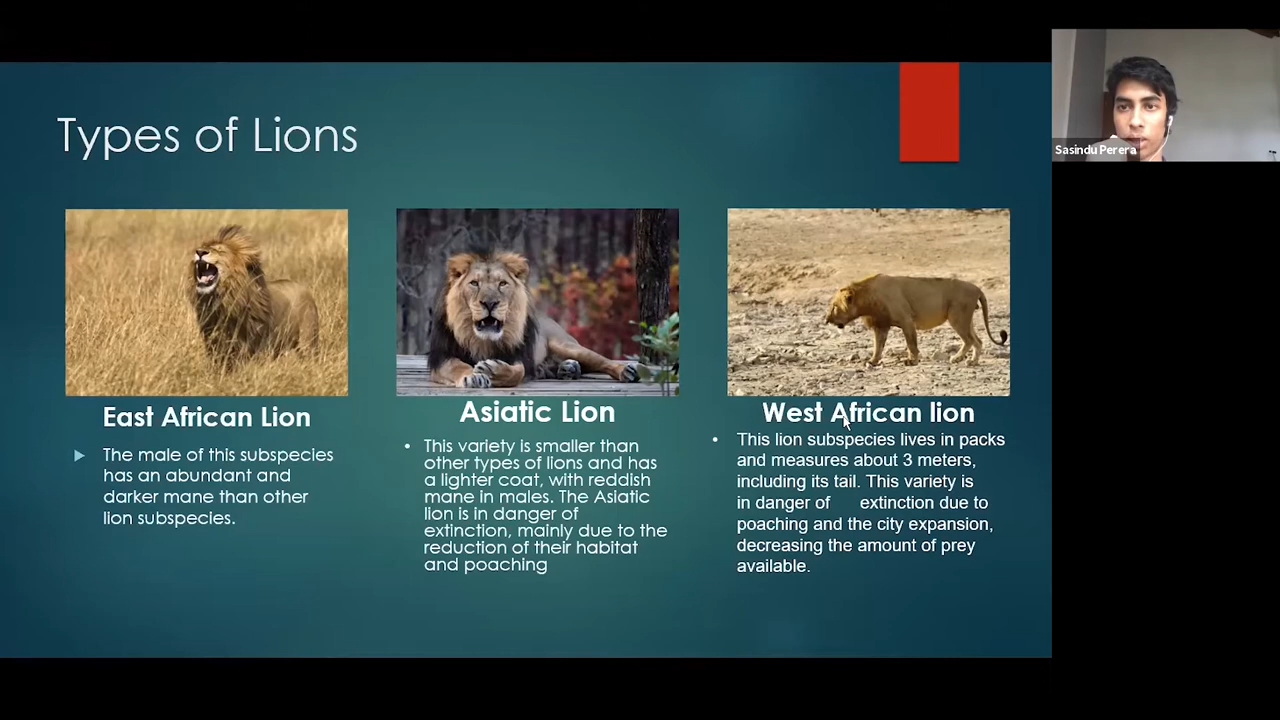 Types of Lions
Sasindu Perera
East African Lion
The male of this subspecies
has an abundant and
darker mane than other
lion subspecies.
Asiatic Lion
• This variety is smaller than
other types of lions and has
a lighter coat, with reddish
mane in males. The Asiatic
lion is in danger of
extinction, mainly due to the
reduction of their habitat
and poaching
West African lion
• This lion subspecies lives in packs
and measures about 3 meters,
including its tail. This variety is
in danger of extinction due to
poaching and the city expansion,
decreasing the amount of prey
available.